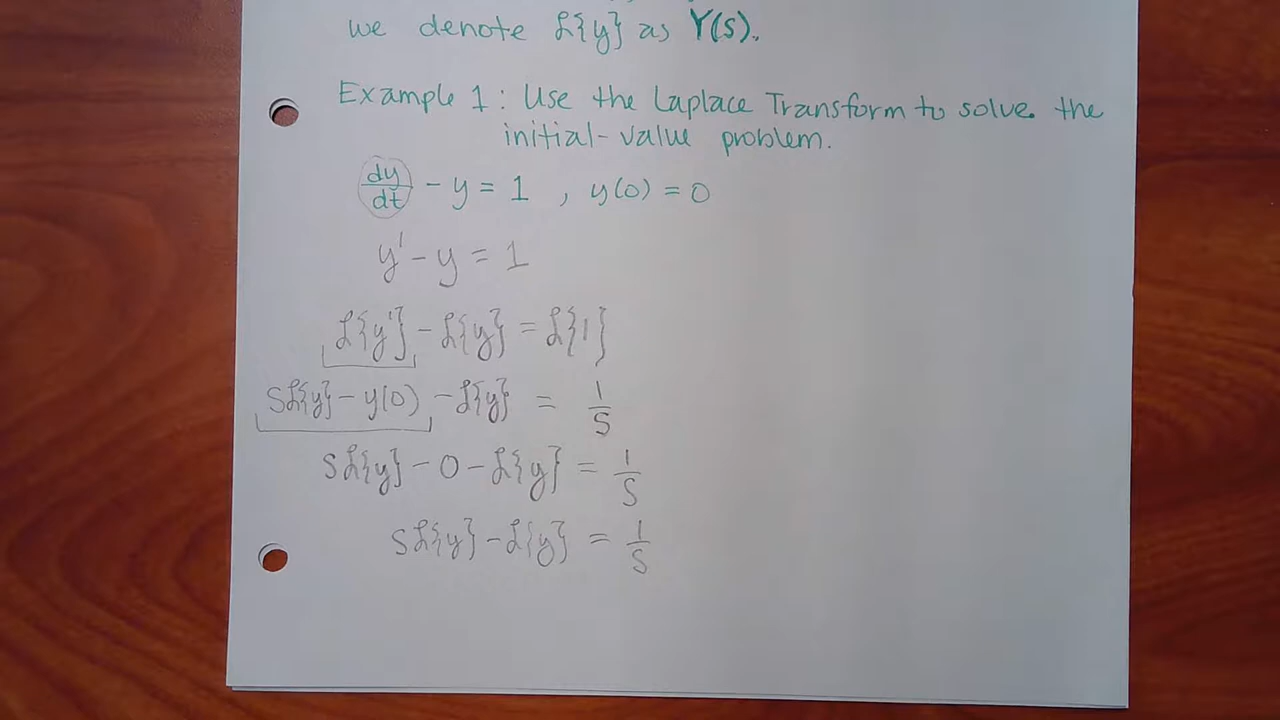 we denote ℒ{y} as Y(s).
Example 1: Use the Laplace Transform to solve the
initial-value problem.
dy/dt - y = 1 , y(0) = 0
y' - y = 1
ℒ{y'} - ℒ{y} = ℒ{1}
sℒ{y} - y(0) - ℒ{y} = 1/s
sℒ{y} - 0 - ℒ{y} = 1/s
sℒ{y} - ℒ{y} = 1/s